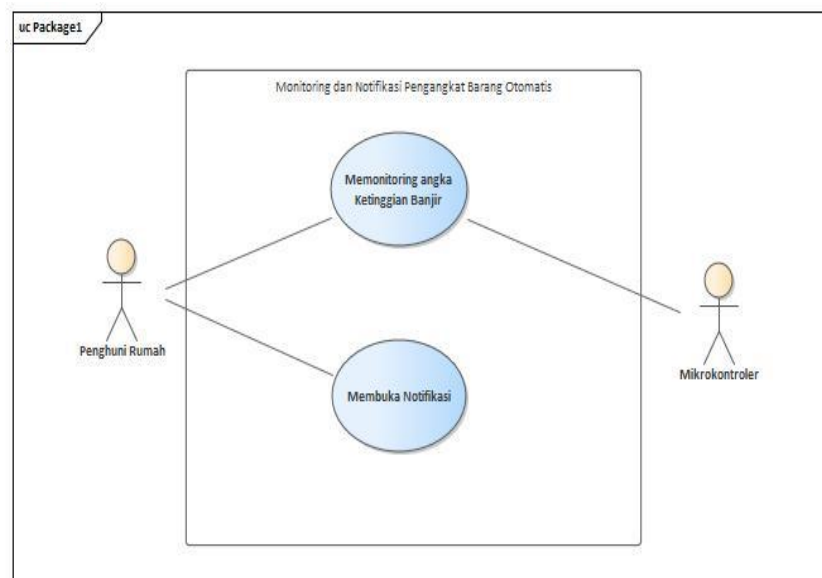 uc Package1
Monitoring dan Notifikasi Pengangkat Barang Otomatis
Memonitoring angka
Ketinggian Banjir
Penghuni Rumah
Mikrokontroler
Membuka Notifikasi